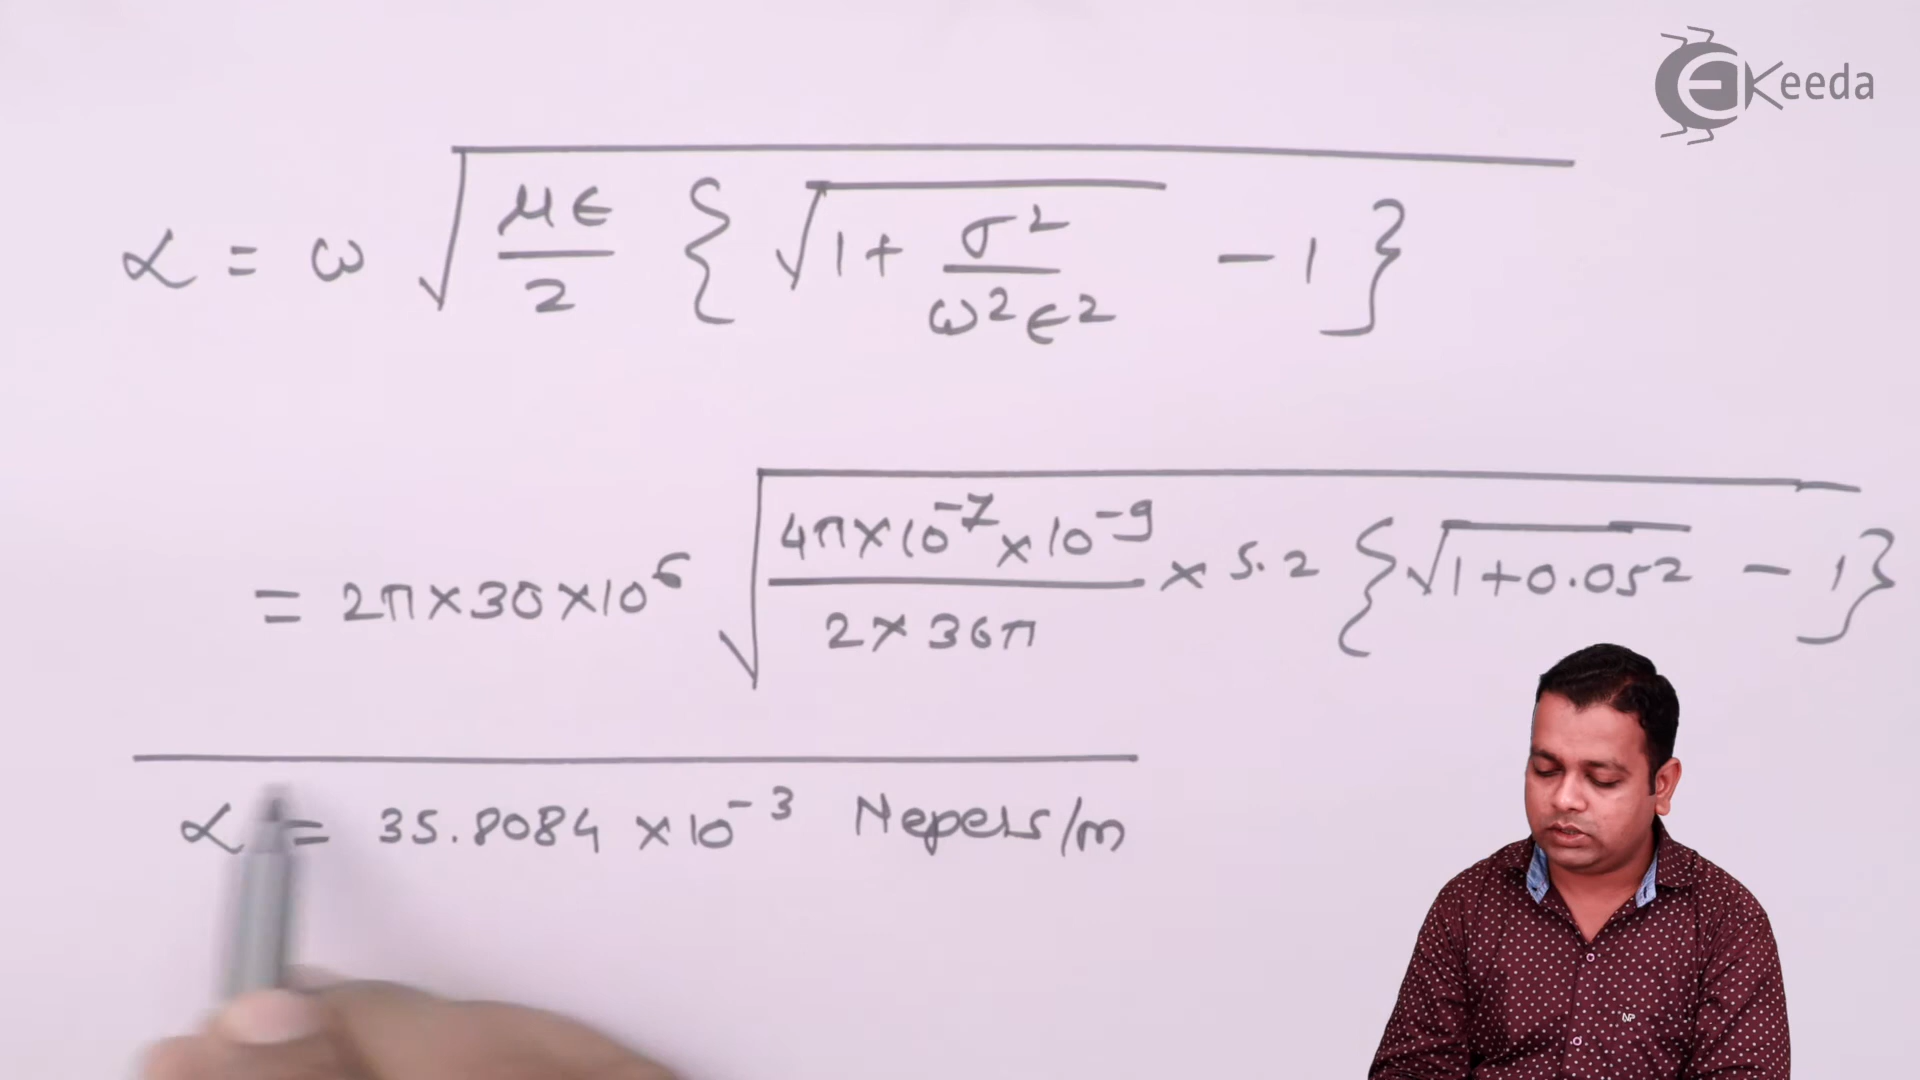 EKeeda
α = ω √(με/2 {√(1 + σ²/ω²ε²) - 1})
= 2π×30×10⁶ √(4π×10⁻⁷×10⁻⁹/2×36π × 5.2 {√(1+0.05²) - 1})
α = 35.8084 ×10⁻³ Nepers/m
NP